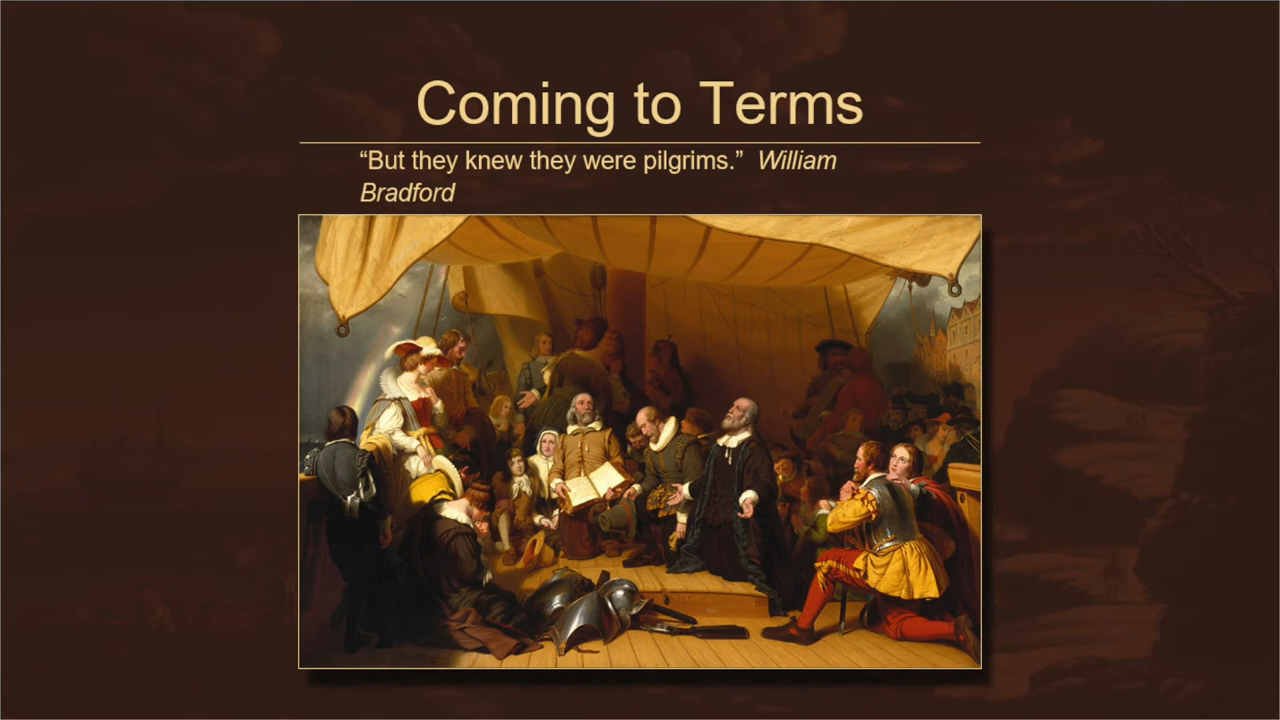 Coming to Terms
“But they knew they were pilgrims.”  William
Bradford